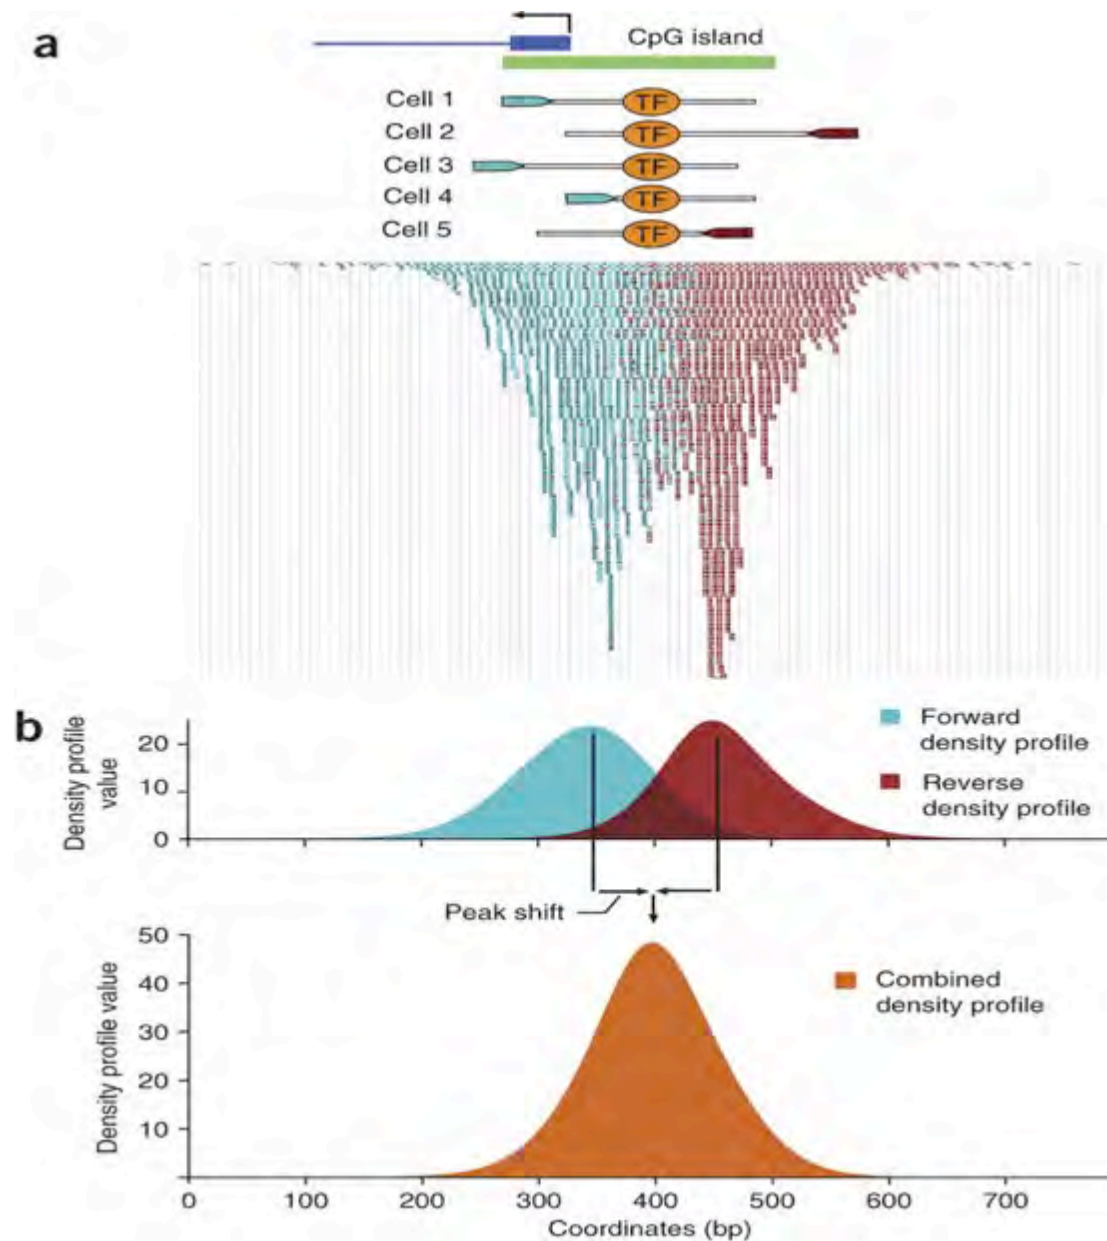 a
CpG island
Cell 1
TF
Cell 2
TF
Cell 3
TF
Cell 4
TF
Cell 5
TF
b
Density profile
value
20
10
0
Forward
density profile
Reverse
density profile
Peak shift
Density profile value
50
40
30
20
10
Combined
density profile
0
100
200
300
400
500
600
700
Coordinates (bp)